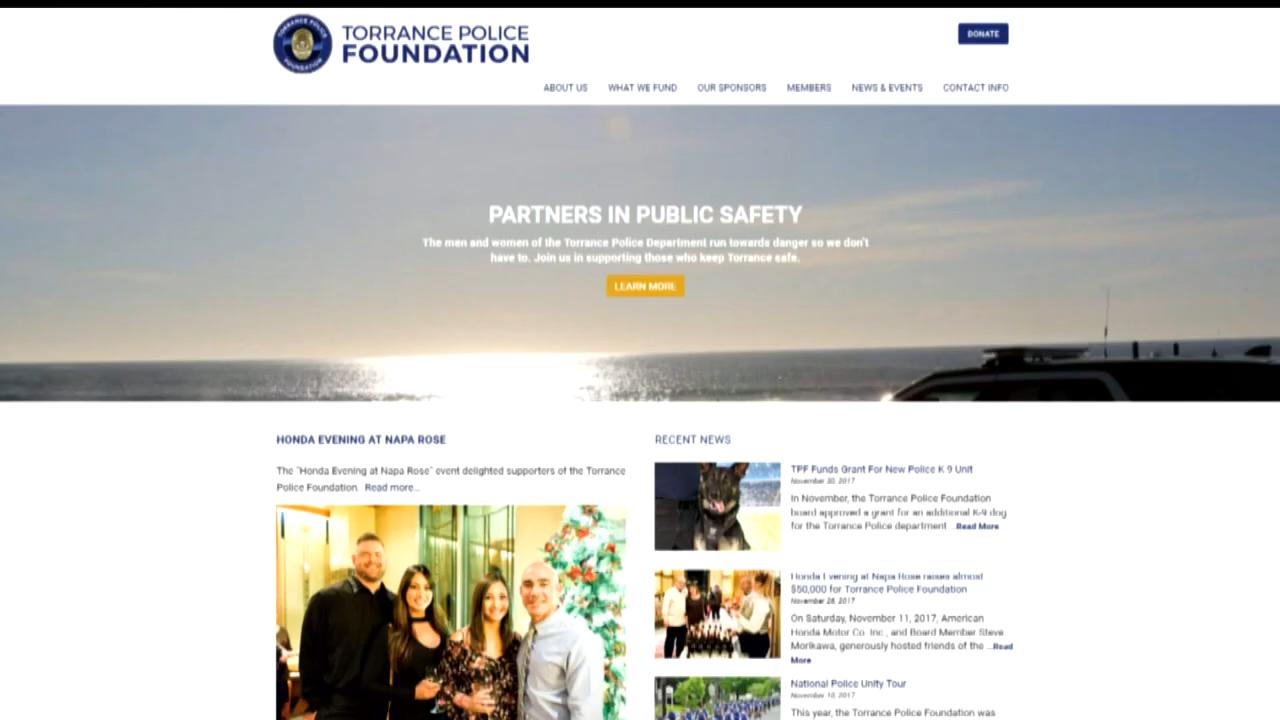 TORRANCE POLICE
FOUNDATION
DONATE
ABOUT US WHAT WE FUND OUR SPONSORS MEMBERS NEWS & EVENTS CONTACT INFO
PARTNERS IN PUBLIC SAFETY
The men and women of the Torrance Police Department run towards danger so we don't
have to. Join us in supporting those who keep Torrance safe.
LEARN MORE
HONDA EVENING AT NAPA ROSE
The "Honda Evening at Napa Rose" event delighted supporters of the Torrance
Police Foundation. Read more...
RECENT NEWS
TPF Funds Grant For New Police K 9 Unit
November 30, 2017
In November, the Torrance Police Foundation
board approved a grant for an additional K-9 dog
for the Torrance Police department ...Read More
Honda Evening at Napa Rose raises almost
$50,000 for Torrance Police Foundation
November 28, 2017
On Saturday, November 11, 2017, American
Honda Motor Co. Inc., and Board Member Steve
Morikawa, generously hosted friends of the ...Read
More
National Police Unity Tour
November 10, 2017
This year, the Torrance Police Foundation was